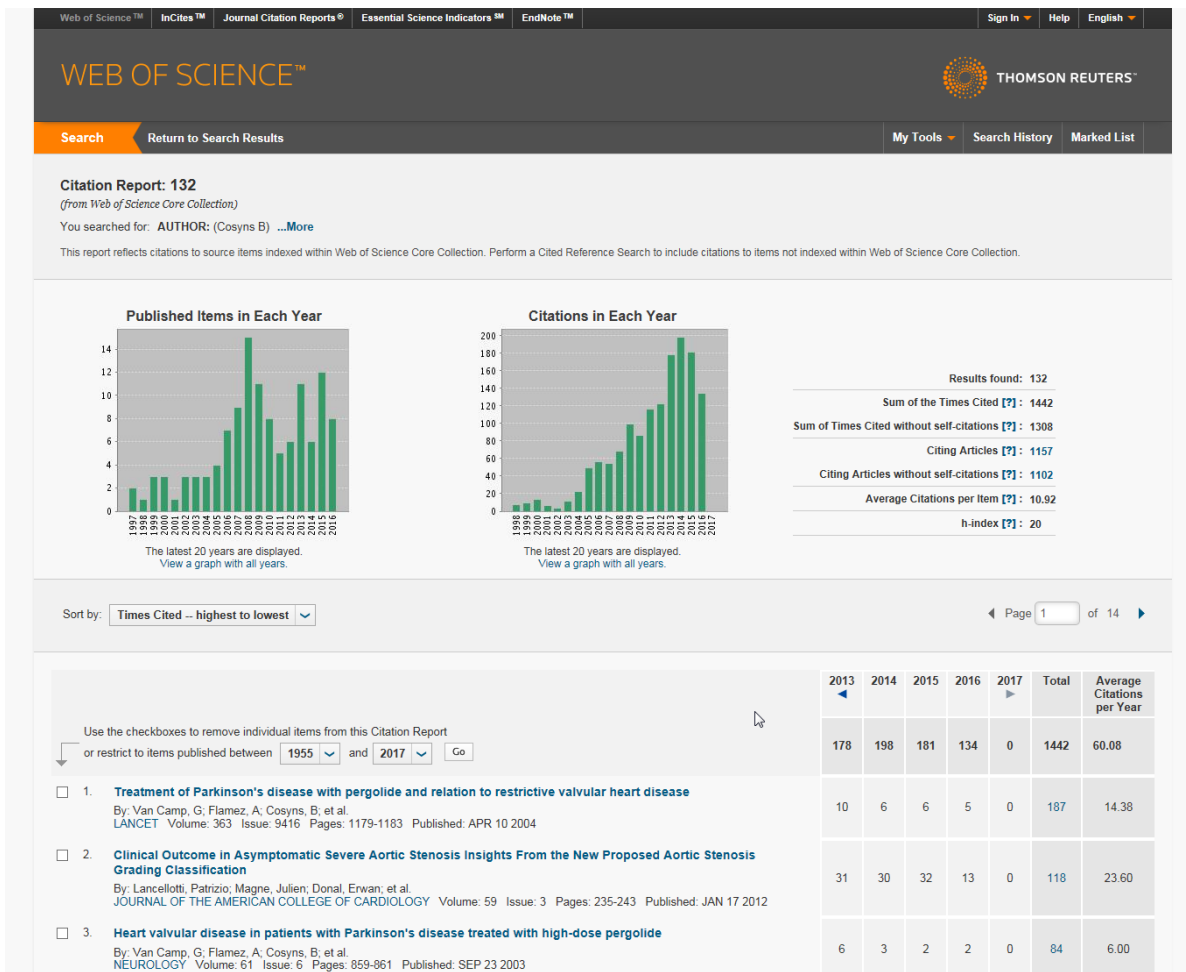 Web of Science™ InCites™ Journal Citation Reports® Essential Science Indicators℠ EndNote™ Sign In Help English
WEB OF SCIENCE™
THOMSON REUTERS™
Search Return to Search Results My Tools Search History Marked List
Citation Report: 132
(from Web of Science Core Collection)
You searched for: AUTHOR: (Cosyns B) ...More
This report reflects citations to source items indexed within Web of Science Core Collection. Perform a Cited Reference Search to include citations to items not indexed within Web of Science Core Collection.
Published Items in Each Year
14
12
10
8
6
4
2
0
1997 1998 1999 2000 2001 2002 2003 2004 2005 2006 2007 2008 2009 2010 2011 2012 2013 2014 2015 2016
The latest 20 years are displayed.
View a graph with all years.
Citations in Each Year
200
180
160
140
120
100
80
60
40
20
0
1998 1999 2000 2001 2002 2003 2004 2005 2006 2007 2008 2009 2010 2011 2012 2013 2014 2015 2016 2017
The latest 20 years are displayed.
View a graph with all years.
Results found: 132
Sum of the Times Cited [?] : 1442
Sum of Times Cited without self-citations [?] : 1308
Citing Articles [?] : 1157
Citing Articles without self-citations [?] : 1102
Average Citations per Item [?] : 10.92
h-index [?] : 20
Sort by: Times Cited -- highest to lowest
Page 1 of 14
2013 2014 2015 2016 2017 Total Average Citations per Year
Use the checkboxes to remove individual items from this Citation Report
or restrict to items published between 1955 and 2017 Go
178 198 181 134 0 1442 60.08
1. Treatment of Parkinson's disease with pergolide and relation to restrictive valvular heart disease
By: Van Camp, G; Flamez, A; Cosyns, B; et al.
LANCET Volume: 363 Issue: 9416 Pages: 1179-1183 Published: APR 10 2004
10 6 6 5 0 187 14.38
2. Clinical Outcome in Asymptomatic Severe Aortic Stenosis Insights From the New Proposed Aortic Stenosis
Grading Classification
By: Lancellotti, Patrizio; Magne, Julien; Donal, Erwan; et al.
JOURNAL OF THE AMERICAN COLLEGE OF CARDIOLOGY Volume: 59 Issue: 3 Pages: 235-243 Published: JAN 17 2012
31 30 32 13 0 118 23.60
3. Heart valvular disease in patients with Parkinson's disease treated with high-dose pergolide
By: Van Camp, G; Flamez, A; Cosyns, B; et al.
NEUROLOGY Volume: 61 Issue: 6 Pages: 859-861 Published: SEP 23 2003
6 3 2 2 0 84 6.00